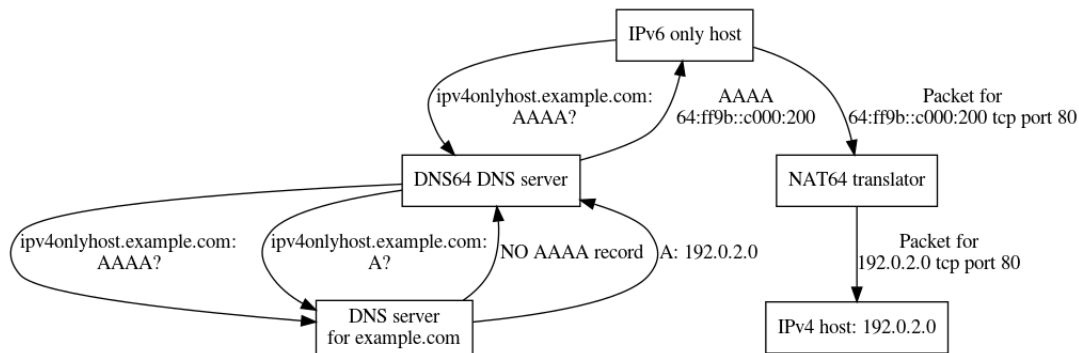 IPv6 only host
ipv4onlyhost.example.com:
AAAA?
AAAA
64:ff9b::c000:200
Packet for
64:ff9b::c000:200 tcp port 80
DNS64 DNS server
NAT64 translator
ipv4onlyhost.example.com:
AAAA?
ipv4onlyhost.example.com:
A?
NO AAAA record
A: 192.0.2.0
Packet for
192.0.2.0 tcp port 80
DNS server
for example.com
IPv4 host: 192.0.2.0